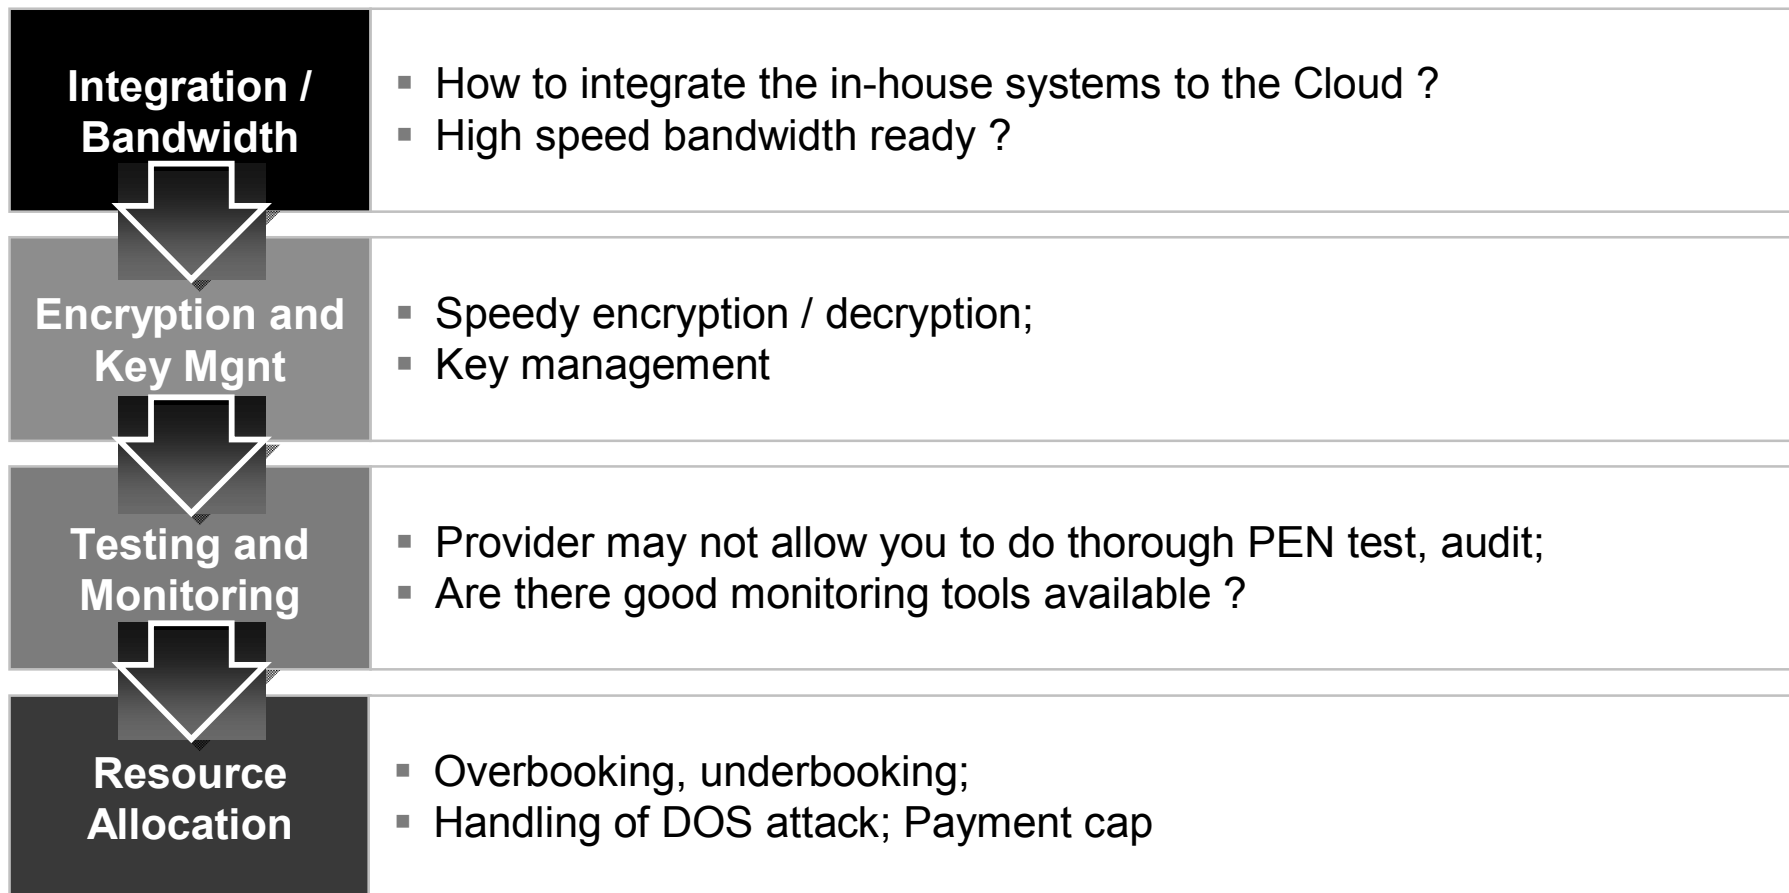 Integration /
Bandwidth
▪ How to integrate the in-house systems to the Cloud ?
▪ High speed bandwidth ready ?
Encryption and
Key Mgnt
▪ Speedy encryption / decryption;
▪ Key management
Testing and
Monitoring
▪ Provider may not allow you to do thorough PEN test, audit;
▪ Are there good monitoring tools available ?
Resource
Allocation
▪ Overbooking, underbooking;
▪ Handling of DOS attack; Payment cap